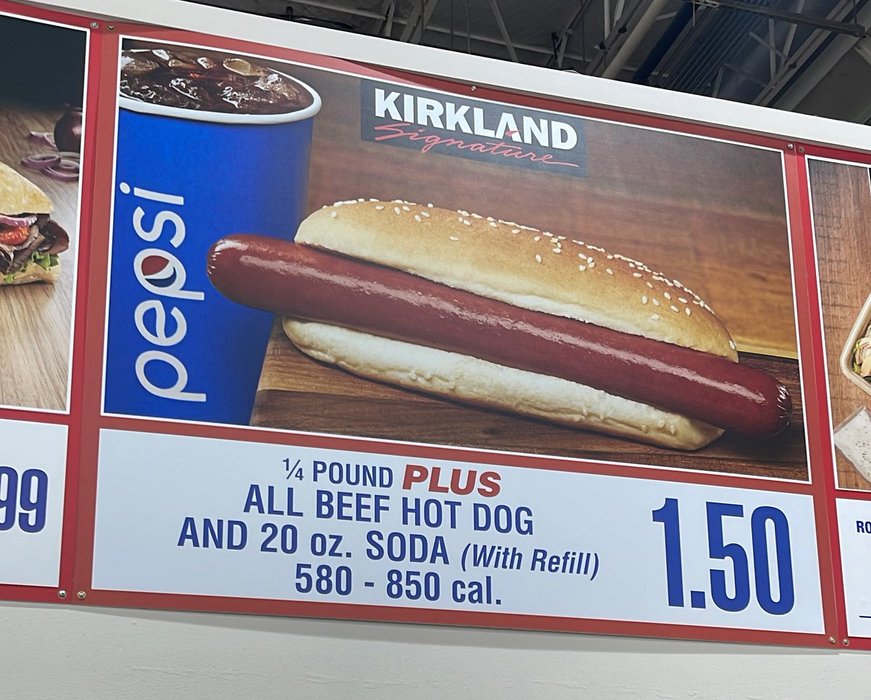 KIRKLAND
Signature
pepsi
¼ POUND PLUS
ALL BEEF HOT DOG
AND 20 oz. SODA (With Refill)
580 - 850 cal.
1.50
99
RO